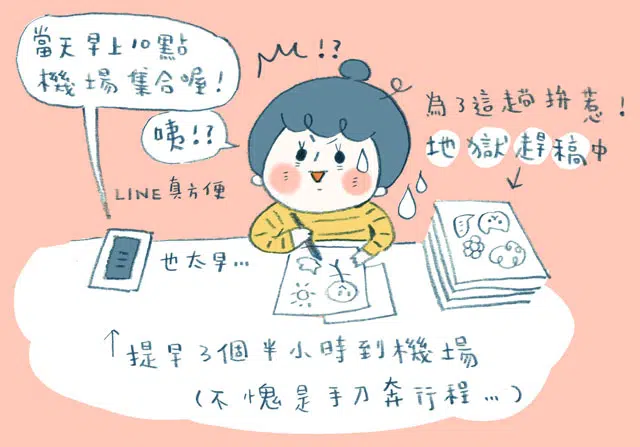 當天早上10點
機場集合喔！
咦!?
!?
為了這趟拚惹！
地獄趕稿中
LINE真方便
也太早...
↑提早3個半小時到機場
(不愧是手刀奔行程...)